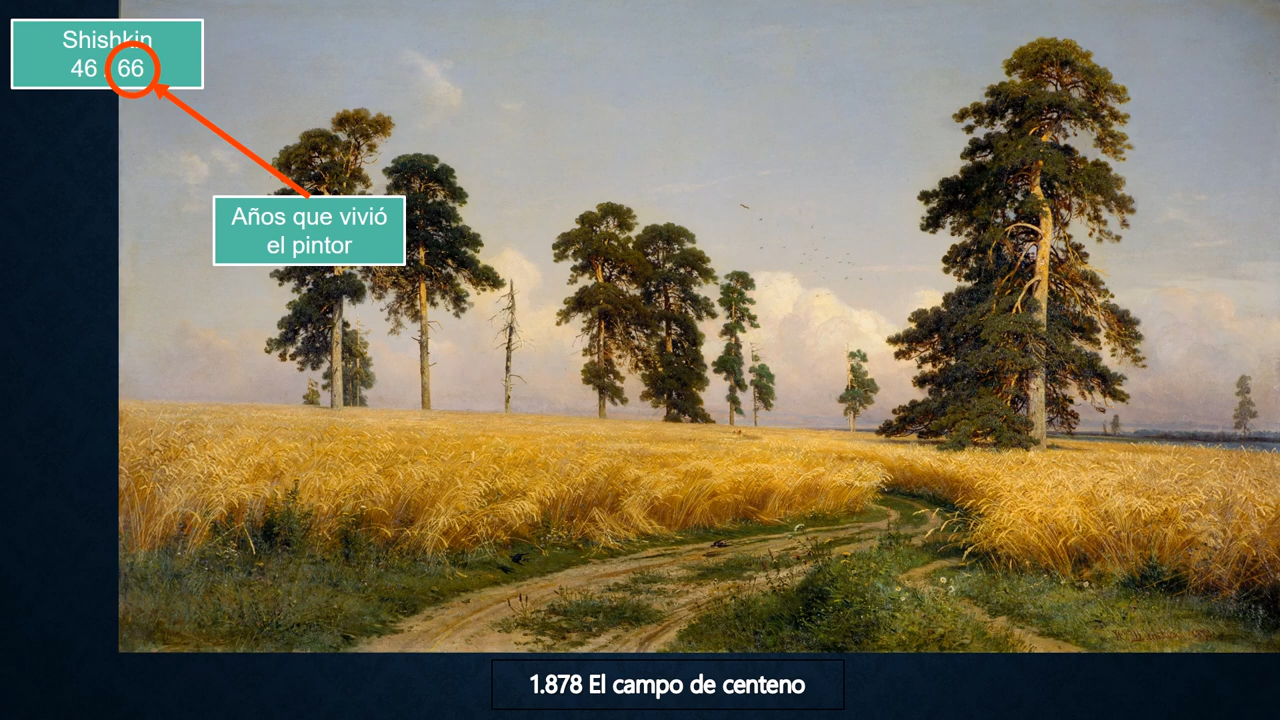 Shishkin
46 / 66
Años que vivió
el pintor
1.878 El campo de centeno